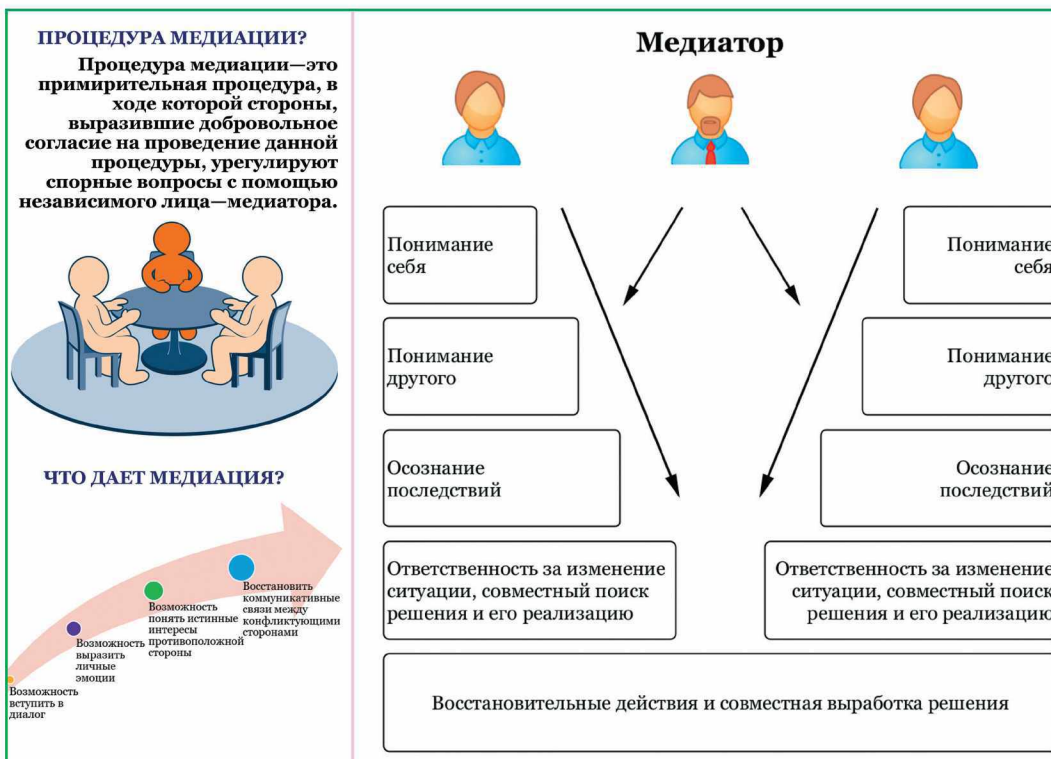 ПРОЦЕДУРА МЕДИАЦИИ?
Процедура медиации—это
примирительная процедура, в
ходе которой стороны,
выразившие добровольное
согласие на проведение данной
процедуры, урегулируют
спорные вопросы с помощью
независимого лица—медиатора.
ЧТО ДАЕТ МЕДИАЦИЯ?
Возможность
вступить в
диалог
Возможность
выразить
личные
эмоции
Возможность
понять истинные
интересы
противоположной
стороны
Восстановить
коммуникативные
связи между
конфликтующими
сторонами
Медиатор
Понимание
себя
Понимание
себя
Понимание
другого
Понимание
другого
Осознание
последствий
Осознание
последствий
Ответственность за изменение
ситуации, совместный поиск
решения и его реализацию
Ответственность за изменение
ситуации, совместный поиск
решения и его реализацию
Восстановительные действия и совместная выработка решения